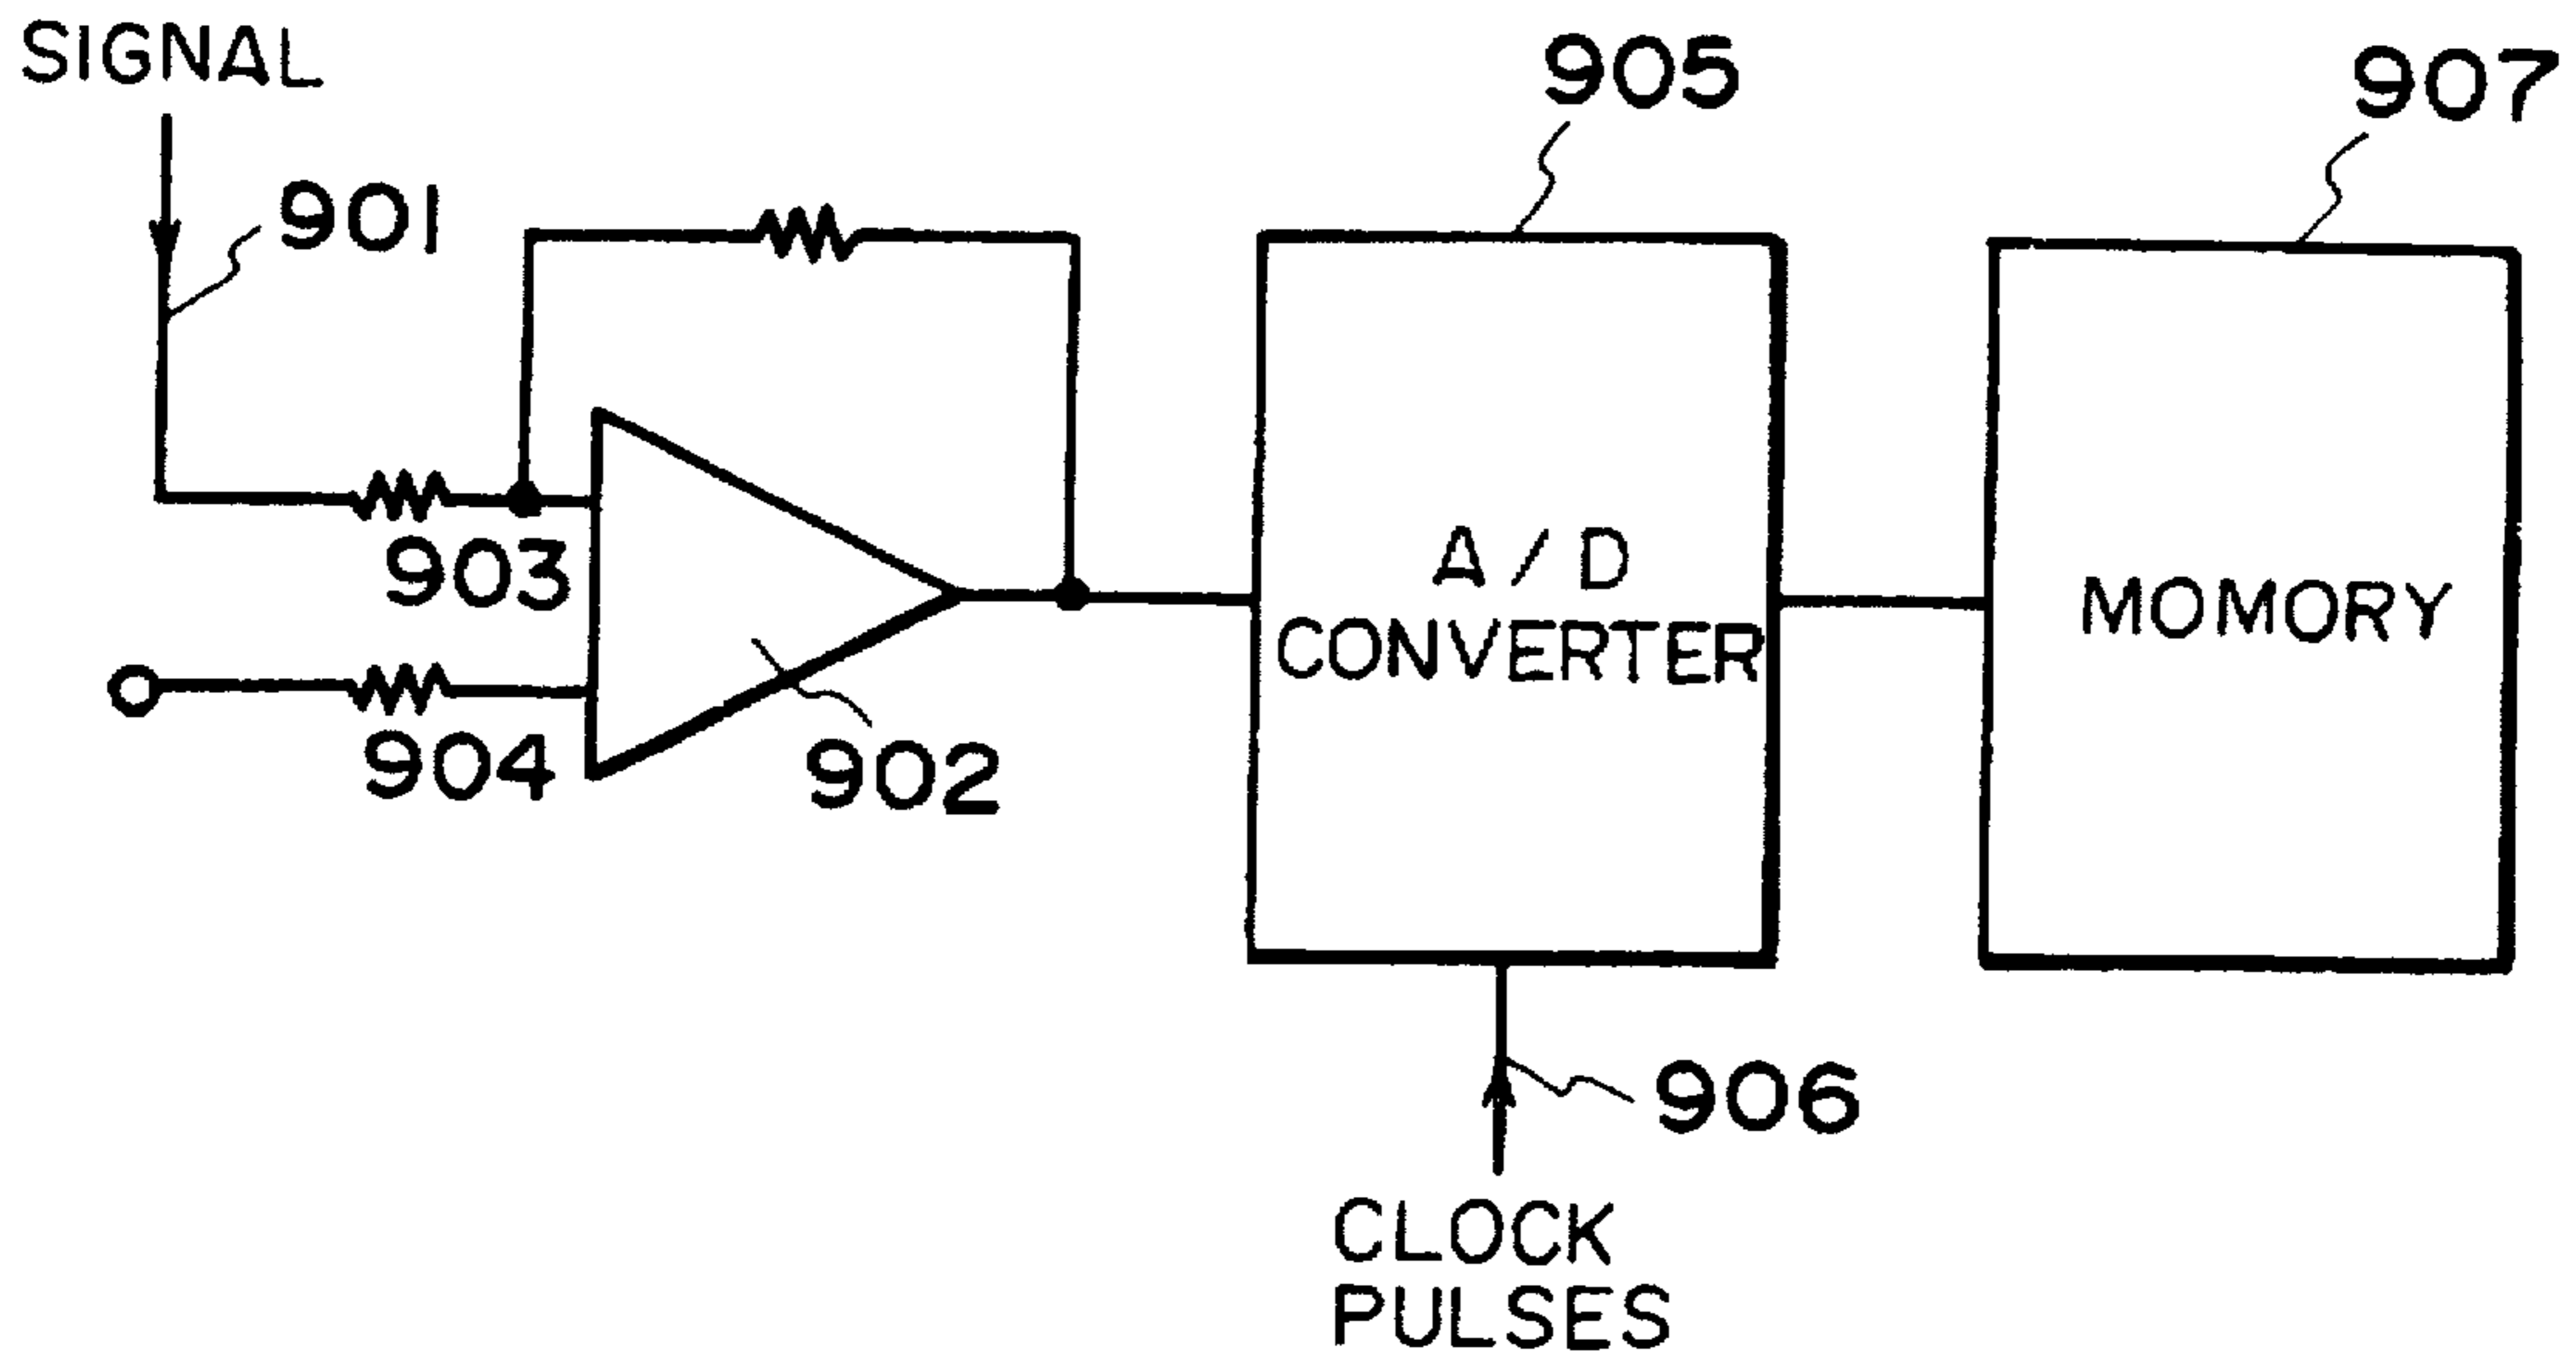 SIGNAL
901
903
904
902
905
A/D
CONVERTER
906
CLOCK
PULSES
907
MOMORY